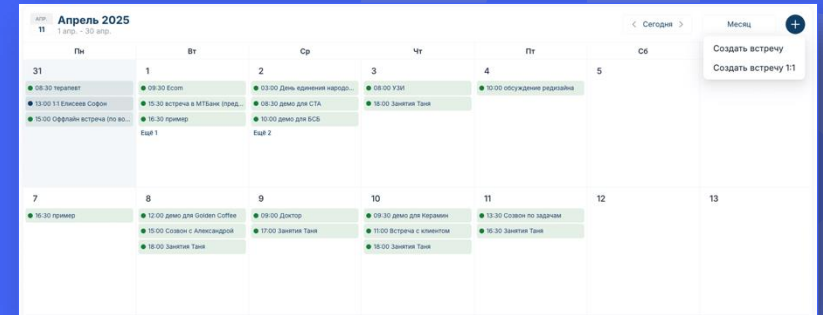 АПР
11
Апрель 2025
1 апр. - 30 апр.
Сегодня
Месяц
Создать встречу
Создать встречу 1:1
Пн
Вт
Ср
Чт
Пт
Сб
31
1
2
3
4
5
08:30 терапевт
09:30 Ecom
03:00 День единения народо...
08:00 УЗИ
10:00 обсуждение редизайна
13:00 1:1 Елисеев Софон
15:30 встреча в МТБанк (пред...
08:30 демо для СТА
18:00 Занятия Таня
15:00 Оффлайн встреча (по во...
16:30 пример
10:00 демо для БСБ
Ещё 1
Ещё 2
7
8
9
10
11
12
13
16:30 пример
12:00 демо для Golden Coffee
09:00 Доктор
09:30 демо для Керамин
13:30 Созвон по задачам
15:00 Созвон с Александрой
17:00 Занятия Таня
11:00 Встреча с клиентом
16:30 Занятия Таня
18:00 Занятия Таня
18:00 Занятия Таня